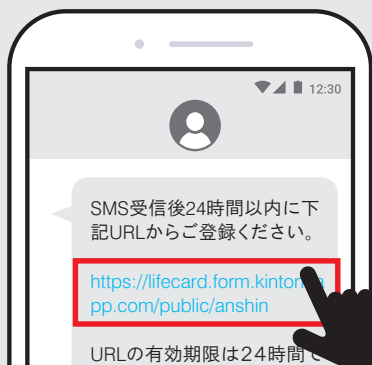 12:30
SMS受信後24時間以内に下
記URLからご登録ください。
https://lifecard.form.kinton
pp.com/public/anshin
URLの有効期限は24時間で